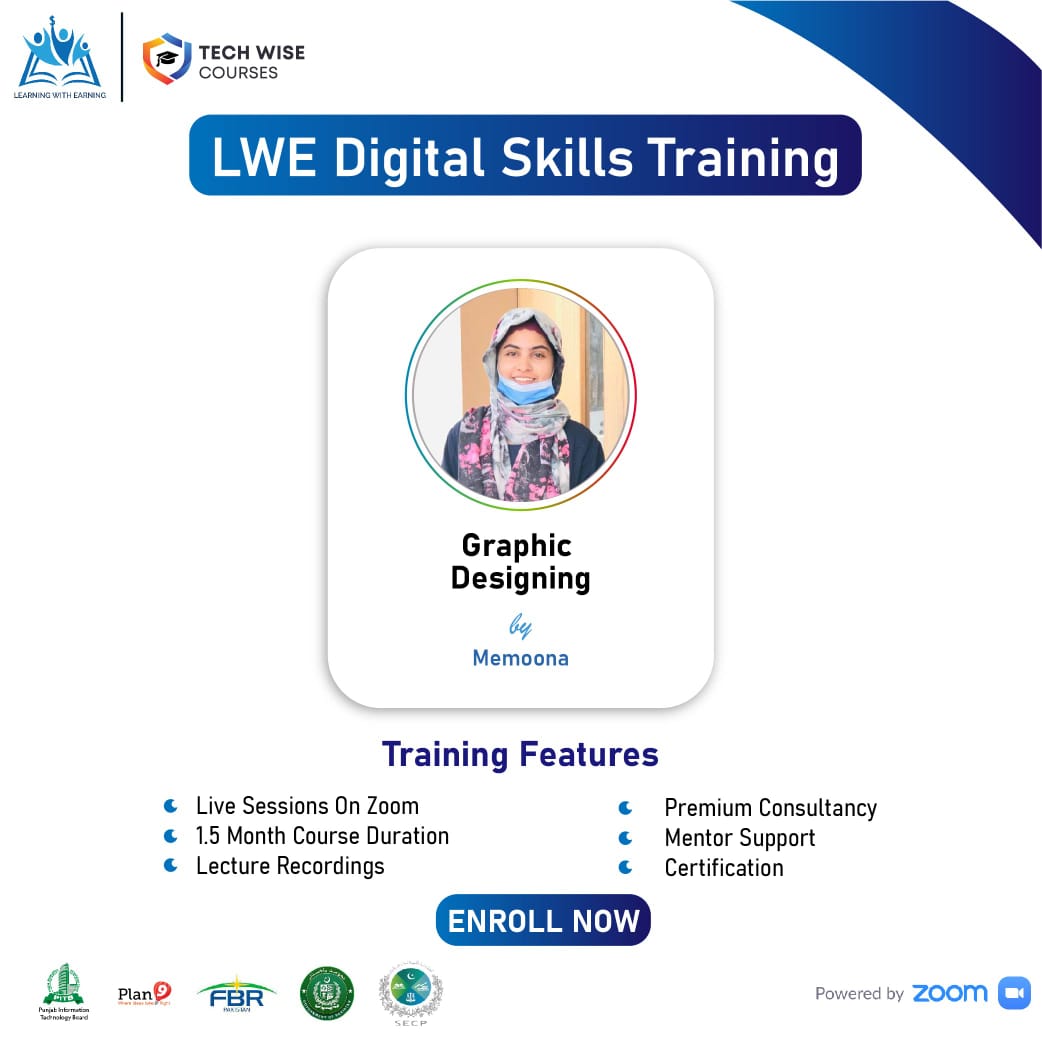 LEARNING WITH EARNING
TECH WISE
COURSES
LWE Digital Skills Training
Graphic
Designing
by
Memoona
Training Features
Live Sessions On Zoom
1.5 Month Course Duration
Lecture Recordings
Premium Consultancy
Mentor Support
Certification
ENROLL NOW
PITB
Punjab Information
Technology Board
Plan9
FBR
PAKISTAN
SECP
Powered by zoom